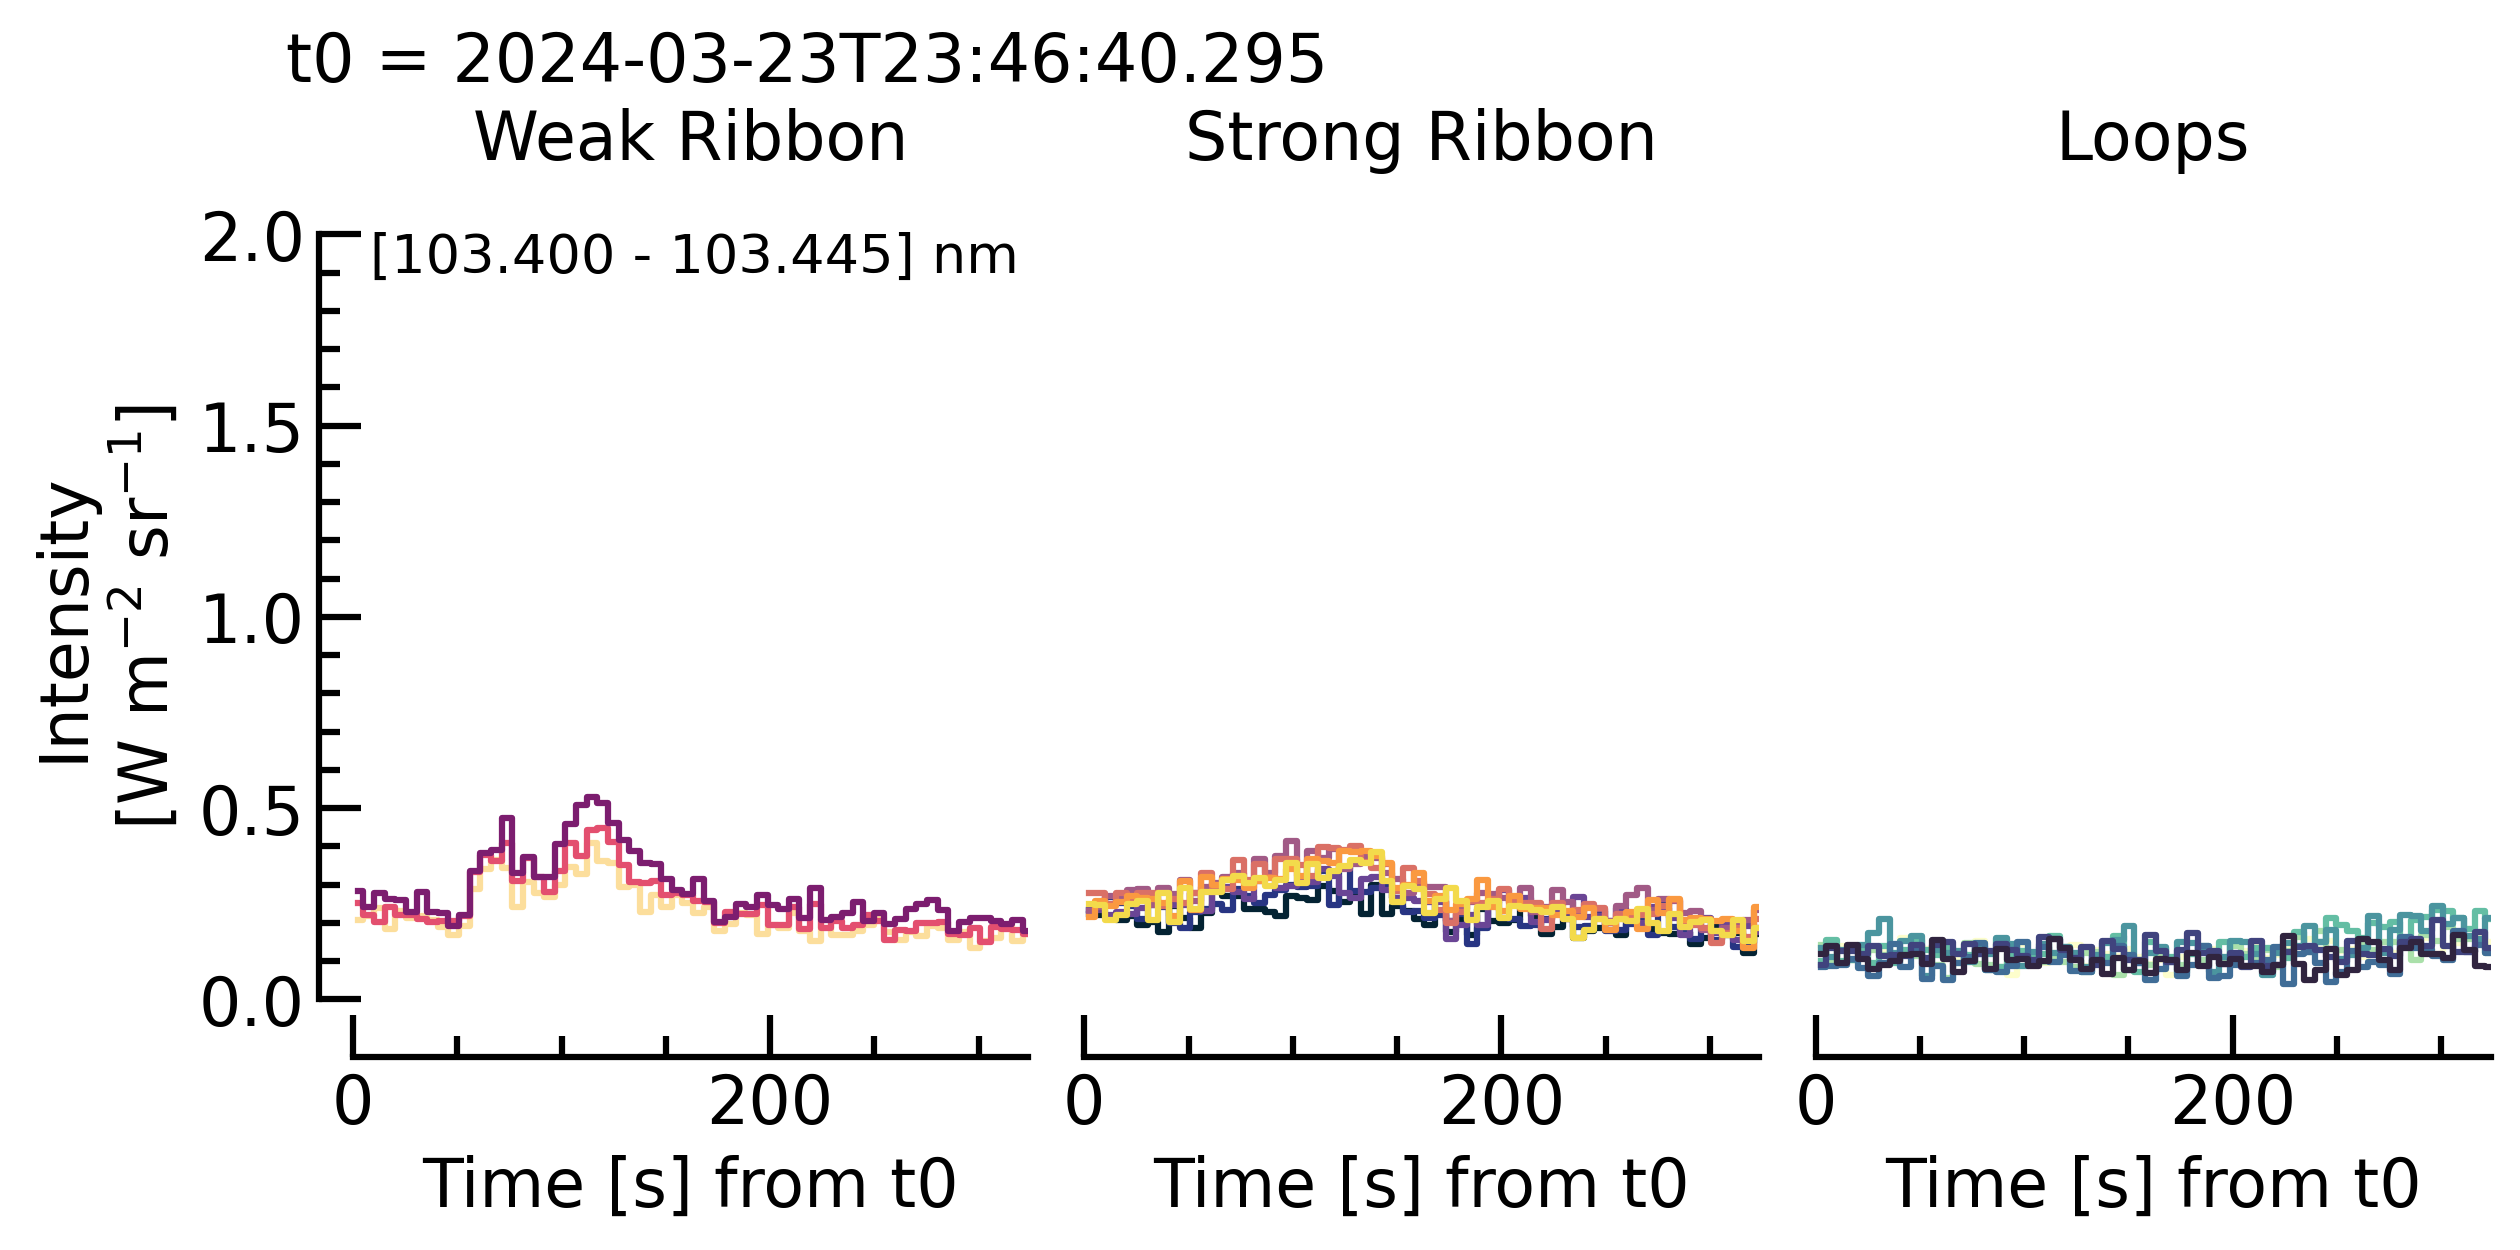 t0 = 2024-03-23T23:46:40.295
Weak Ribbon
Strong Ribbon
Loops
[103.400 - 103.445] nm
Intensity
[W m⁻² sr⁻¹]
2.0
1.5
1.0
0.5
0.0
0 200
0 200
0 200
Time [s] from t0
Time [s] from t0
Time [s] from t0